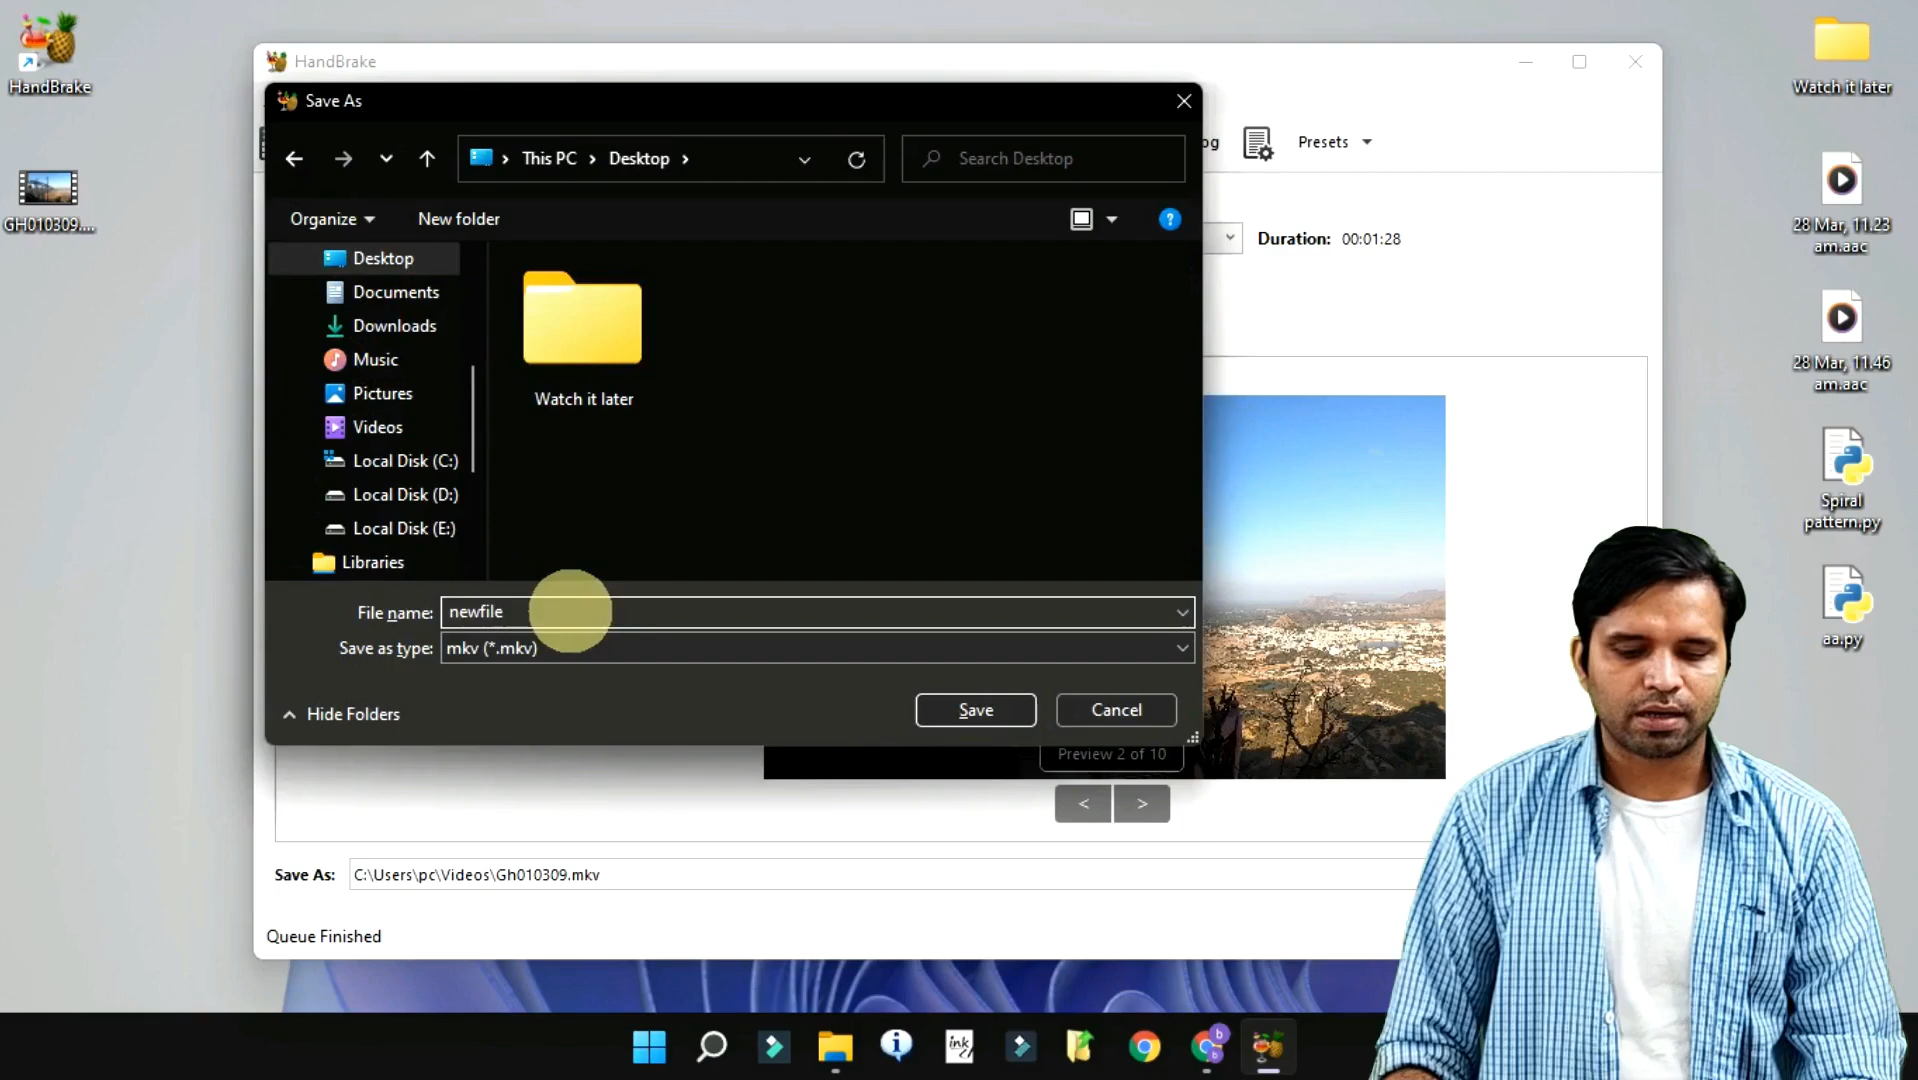 HandBrake
GH010309....
HandBrake
Save As
This PC
Desktop
Search Desktop
Organize
New folder
og
Presets
Duration: 00:01:28
Desktop
Documents
Downloads
Music
Pictures
Videos
Local Disk (C:)
Local Disk (D:)
Local Disk (E:)
Libraries
Watch it later
File name: newfile
Save as type: mkv (*.mkv)
Hide Folders
Save
Cancel
Preview 2 of 10
<
>
Save As: C:\Users\pc\Videos\Gh010309.mkv
Queue Finished
Watch it later
28 Mar, 11.23
am.aac
28 Mar, 11.46
am.aac
Spiral
pattern.py
aa.py
ink
b
b